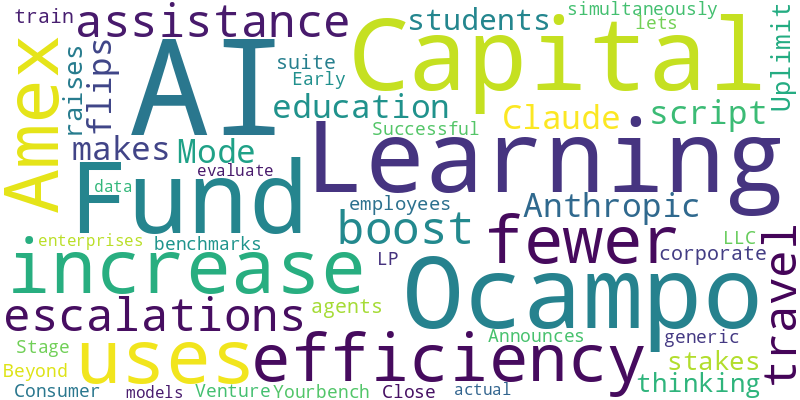 train assistance students simultaneously
lets
Amex raises flips AI suite Capital Uplimit
Early
education Claude script
Successful
makes Mode Learning
evaluate
data Fund employees Anthropic
boost fewer
enterprises benchmarks LLC
increase LP corporate travel
Ocampo
escalations agents
Announces generic
Stage uses efficiency stakes
Beyond thinking
Consumer models Venture Yourbench Close actual